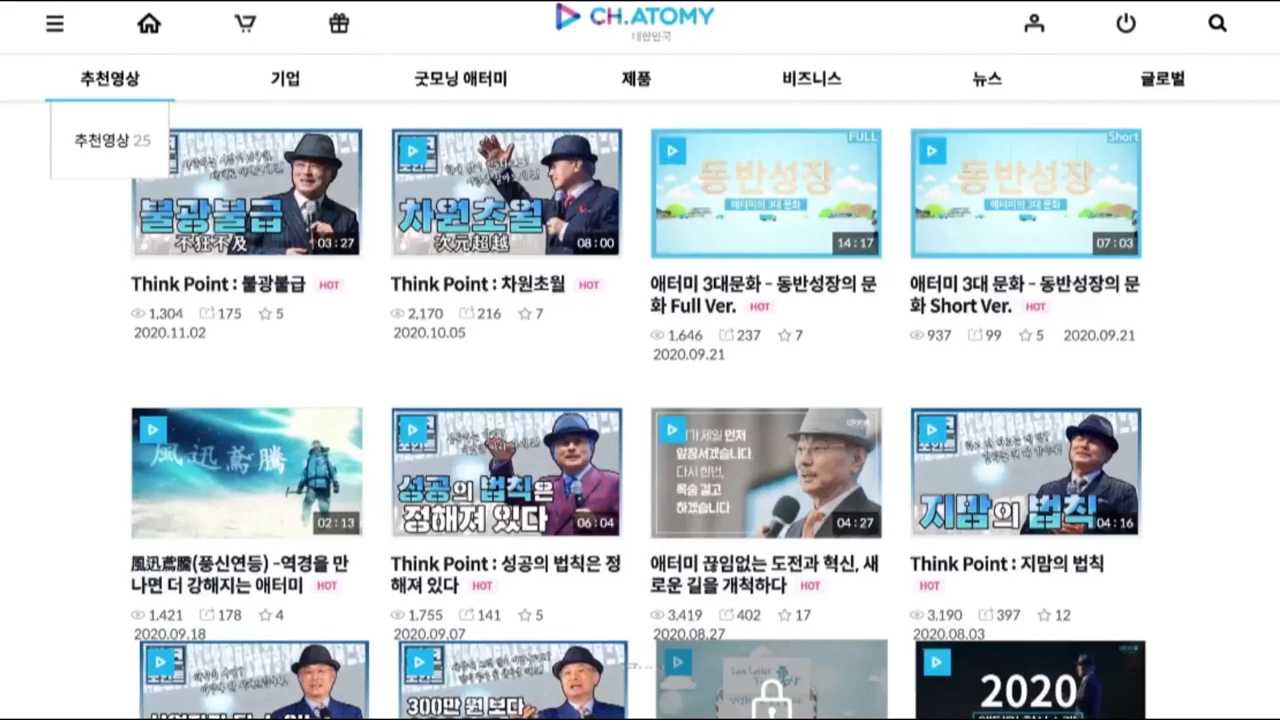 CH.ATOMY
대한민국
추천영상 기업 굿모닝 애터미 제품 비즈니스 뉴스 글로벌
추천영상 25
불광불급
不狂不及
03:27
차원초월
次元超越
08:00
FULL
동반성장
애터미의 3대 문화
14:17
Short
동반성장
애터미의 3대 문화
07:03
Think Point : 불광불급 HOT
1,304 175 5
2020.11.02
Think Point : 차원초월 HOT
2,170 216 7
2020.10.05
애터미 3대문화 - 동반성장의 문
화 Full Ver. HOT
1,646 237 7
2020.09.21
애터미 3대 문화 - 동반성장의 문
화 Short Ver. HOT
937 99 5 2020.09.21
風迅鳶騰
02:13
성공의 법칙은
정해져 있다
06:04
가 제일 먼저
앞장서겠습니다.
다시 한번,
목숨 걸고
하겠습니다
04:27
지맘의 법칙
04:16
風迅鳶騰(풍신연등) -역경을 만
나면 더 강해지는 애터미 HOT
1,421 178 4
2020.09.18
Think Point : 성공의 법칙은 정
해져 있다 HOT
1,755 141 5
2020.09.07
애터미 끊임없는 도전과 혁신, 새
로운 길을 개척하다 HOT
3,419 402 17
2020.08.27
Think Point : 지맘의 법칙
HOT
3,190 397 12
2020.08.03
300만 원 보다
2020